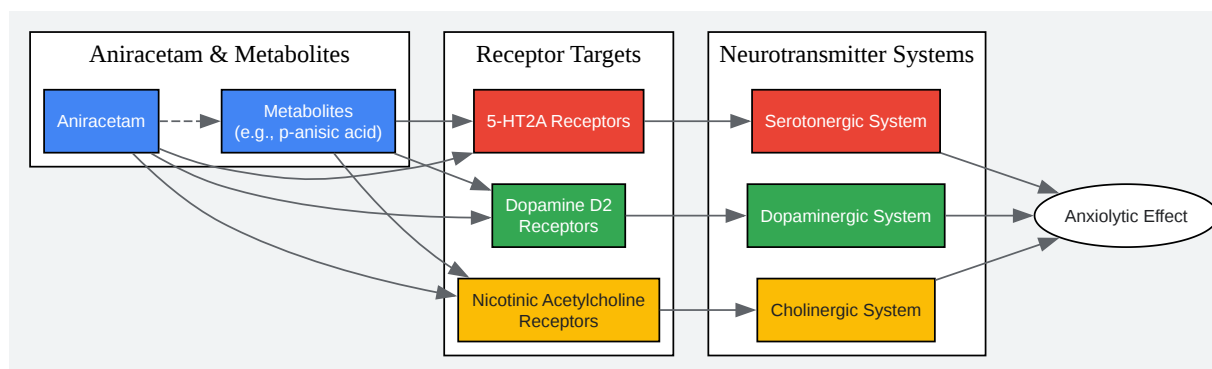 Aniracetam & Metabolites
Receptor Targets
Neurotransmitter Systems
Aniracetam
Metabolites
(e.g., p-anisic acid)
5-HT2A Receptors
Serotonergic System
Dopamine D2
Receptors
Dopaminergic System
Anxiolytic Effect
Nicotinic Acetylcholine
Receptors
Cholinergic System